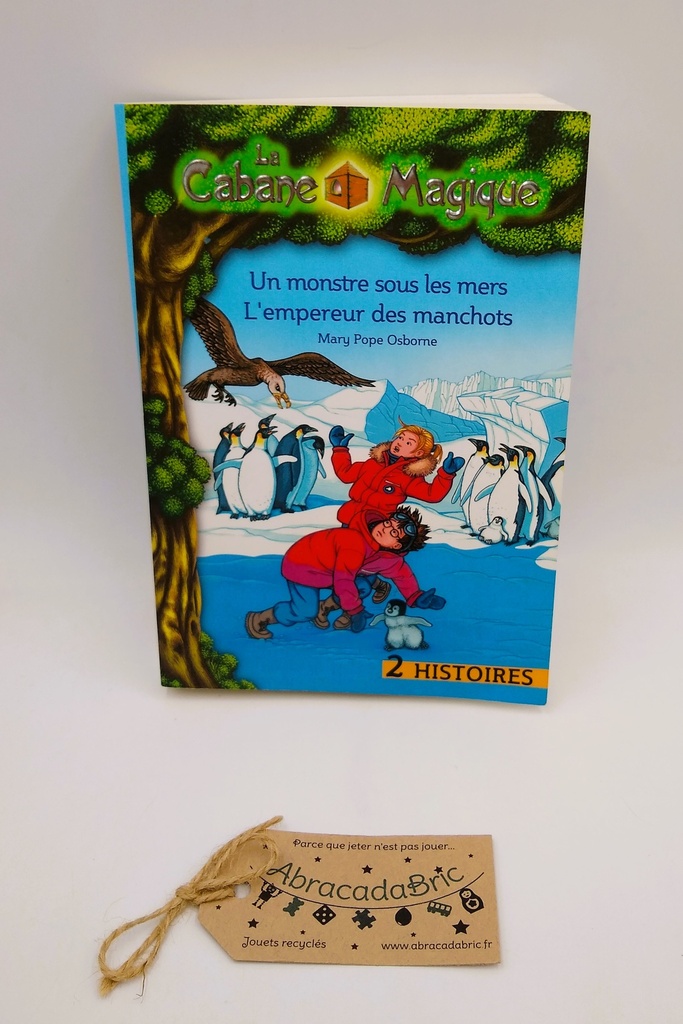 La
Cabane Magique
Un monstre sous les mers
L'empereur des manchots
Mary Pope Osborne
2 HISTOIRES
Parce que jeter n'est pas jouer...
AbracadaBric
Jouets recyclés www.abracadabric.fr